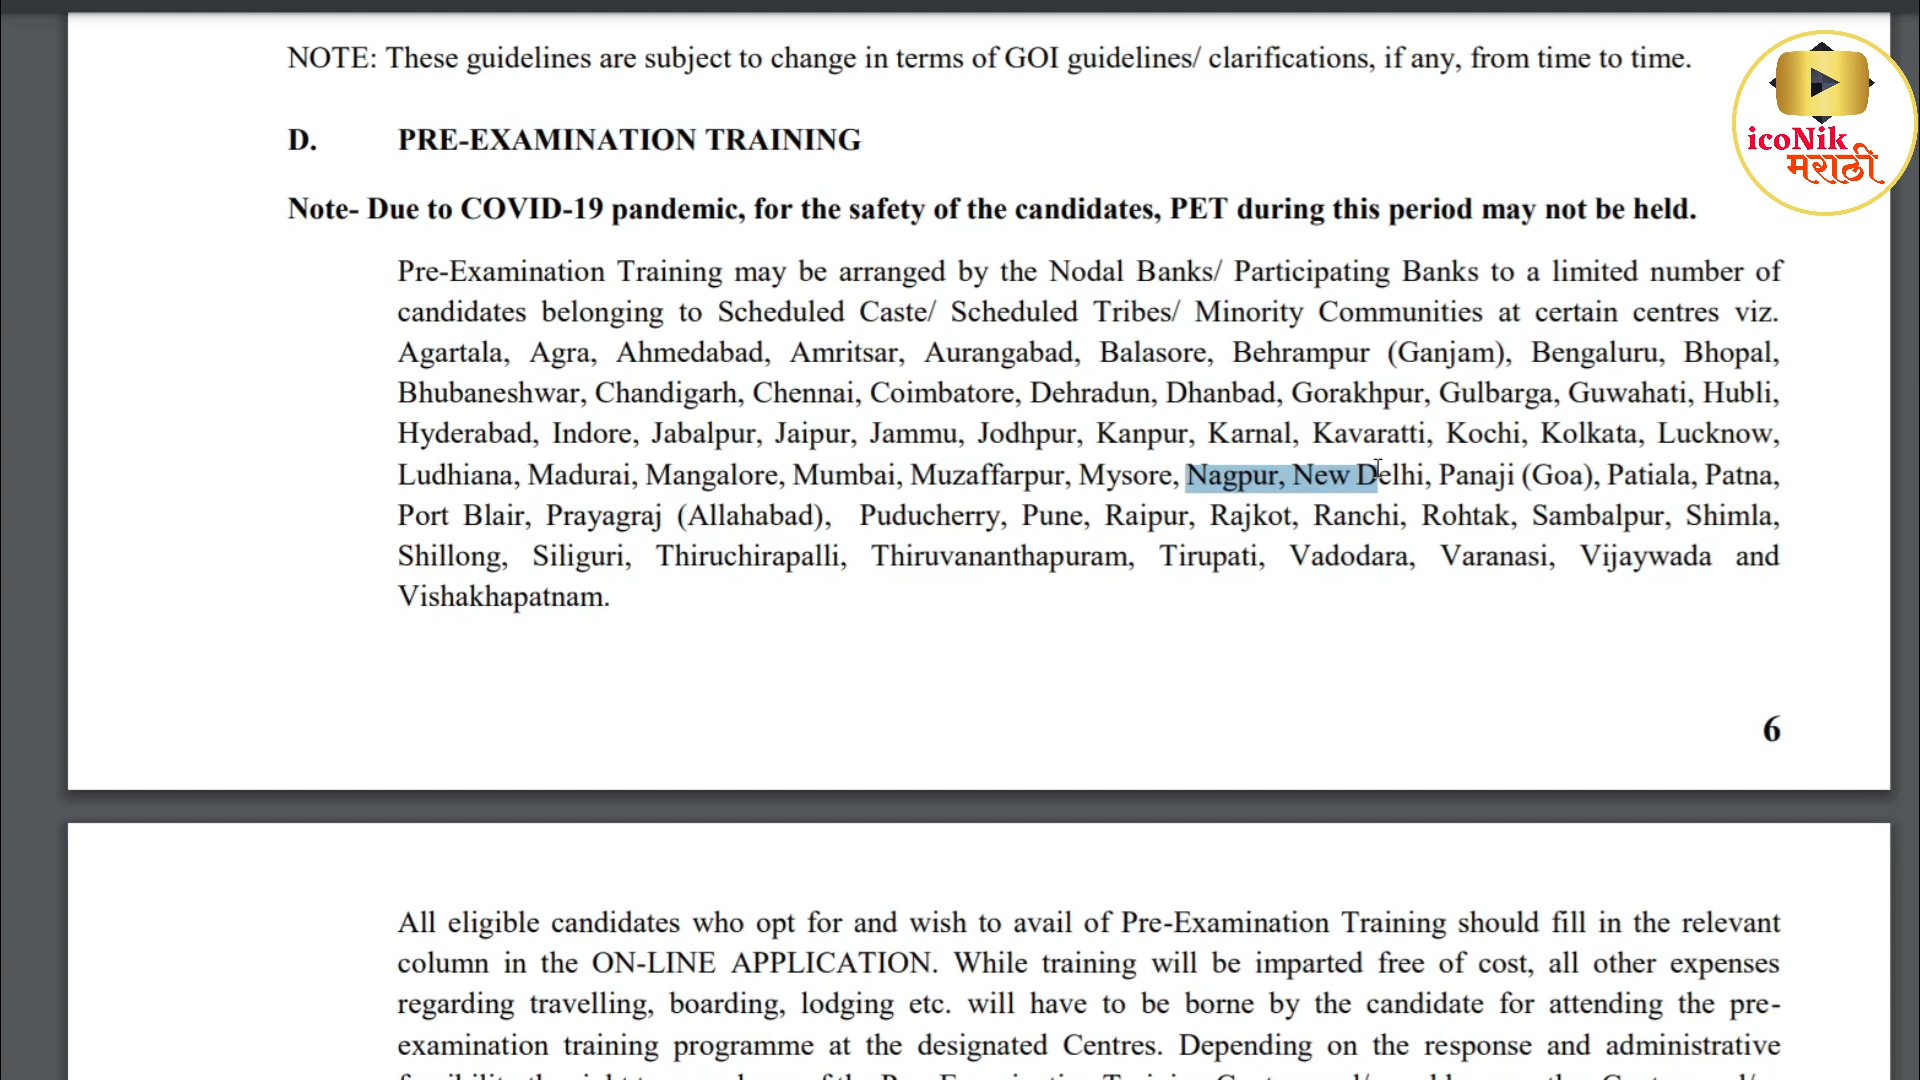 NOTE: These guidelines are subject to change in terms of GOI guidelines/ clarifications, if any, from time to time.
icoNik
मराठी
D. PRE-EXAMINATION TRAINING
Note- Due to COVID-19 pandemic, for the safety of the candidates, PET during this period may not be held.
Pre-Examination Training may be arranged by the Nodal Banks/ Participating Banks to a limited number of
candidates belonging to Scheduled Caste/ Scheduled Tribes/ Minority Communities at certain centres viz.
Agartala, Agra, Ahmedabad, Amritsar, Aurangabad, Balasore, Behrampur (Ganjam), Bengaluru, Bhopal,
Bhubaneshwar, Chandigarh, Chennai, Coimbatore, Dehradun, Dhanbad, Gorakhpur, Gulbarga, Guwahati, Hubli,
Hyderabad, Indore, Jabalpur, Jaipur, Jammu, Jodhpur, Kanpur, Karnal, Kavaratti, Kochi, Kolkata, Lucknow,
Ludhiana, Madurai, Mangalore, Mumbai, Muzaffarpur, Mysore, Nagpur, New Delhi, Panaji (Goa), Patiala, Patna,
Port Blair, Prayagraj (Allahabad), Puducherry, Pune, Raipur, Rajkot, Ranchi, Rohtak, Sambalpur, Shimla,
Shillong, Siliguri, Thiruchirapalli, Thiruvananthapuram, Tirupati, Vadodara, Varanasi, Vijaywada and
Vishakhapatnam.
6
All eligible candidates who opt for and wish to avail of Pre-Examination Training should fill in the relevant
column in the ON-LINE APPLICATION. While training will be imparted free of cost, all other expenses
regarding travelling, boarding, lodging etc. will have to be borne by the candidate for attending the pre-
examination training programme at the designated Centres. Depending on the response and administrative